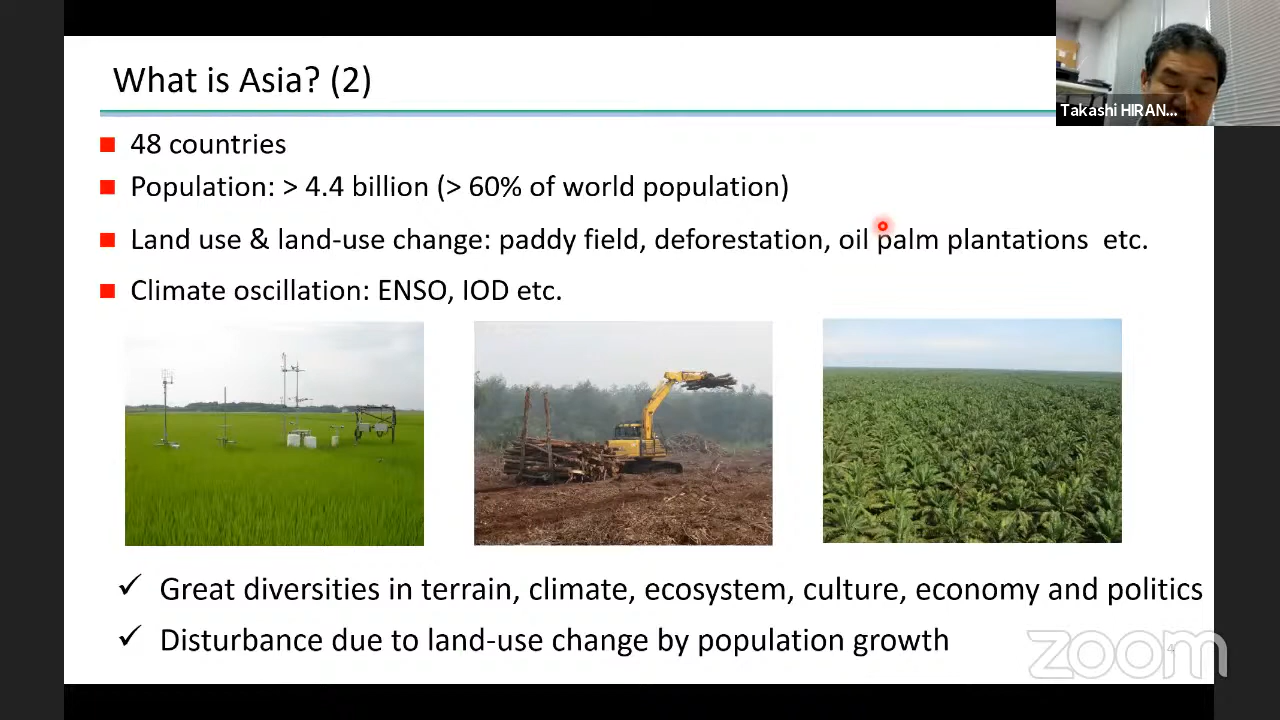 What is Asia? (2)
Takashi HIRAN...
48 countries
Population: > 4.4 billion (> 60% of world population)
Land use & land-use change: paddy field, deforestation, oil palm plantations etc.
Climate oscillation: ENSO, IOD etc.
✓ Great diversities in terrain, climate, ecosystem, culture, economy and politics
✓ Disturbance due to land-use change by population growth
zoom
4